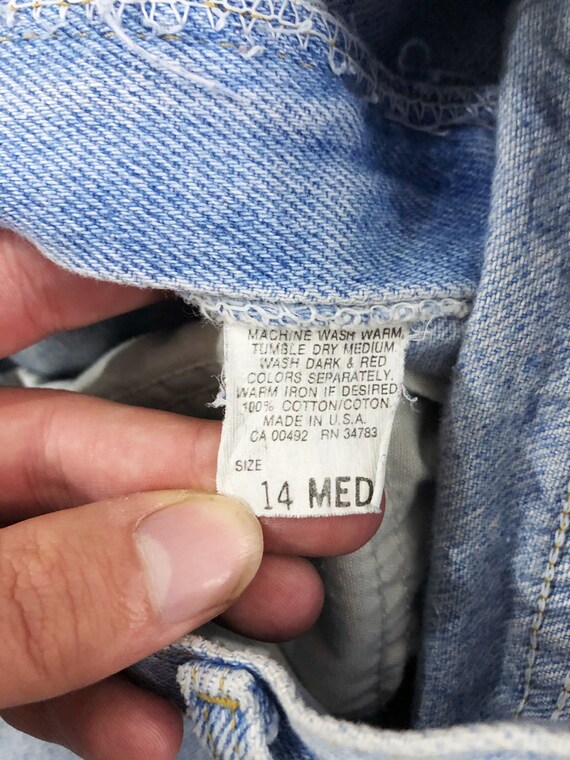 MACHINE WASH WARM,
TUMBLE DRY MEDIUM.
WASH DARK & RED
COLORS SEPARATELY.
WARM IRON IF DESIRED
100% COTTON/COTON
MADE IN U.S.A.
CA 00492 RN 34783
SIZE
14 MED